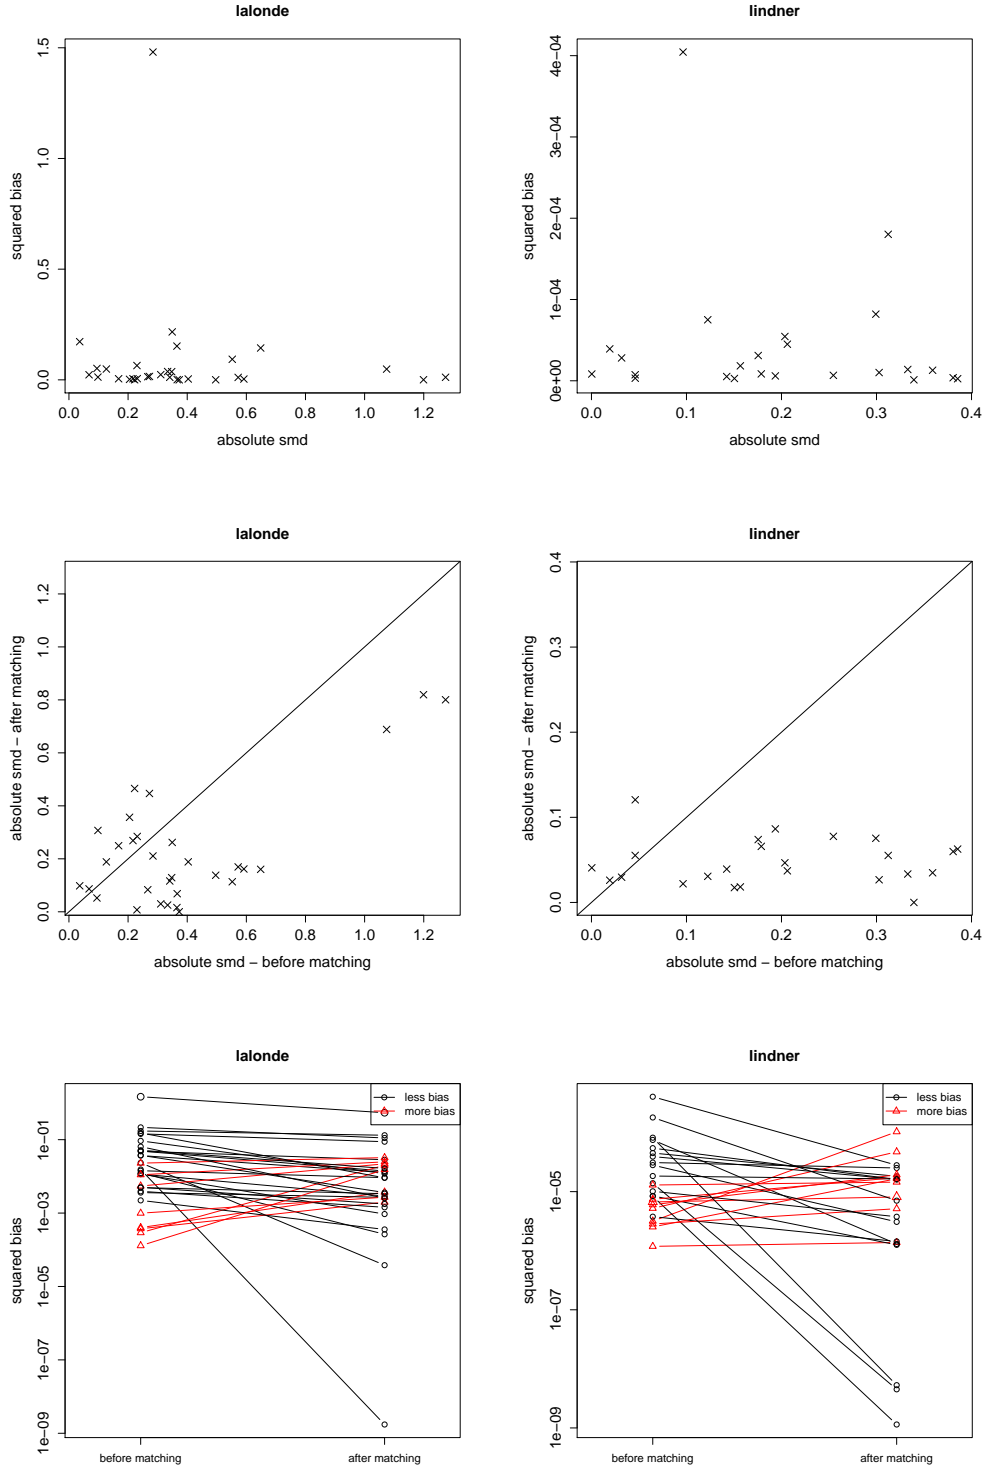 lalonde
1.5
1.0
0.5
0.0
squared bias
0.0 0.2 0.4 0.6 0.8 1.0 1.2
absolute smd
lindner
4e−04
3e−04
2e−04
1e−04
0e+00
squared bias
0.0 0.1 0.2 0.3 0.4
absolute smd
lalonde
1.2
1.0
0.8
0.6
0.4
0.2
0.0
absolute smd − after matching
0.0 0.2 0.4 0.6 0.8 1.0 1.2
absolute smd − before matching
lindner
0.4
0.3
0.2
0.1
0.0
absolute smd − after matching
0.0 0.1 0.2 0.3 0.4
absolute smd − before matching
lalonde
less bias
more bias
1e−01
1e−03
1e−05
1e−07
1e−09
squared bias
before matching after matching
lindner
less bias
more bias
1e−05
1e−07
1e−09
squared bias
before matching after matching